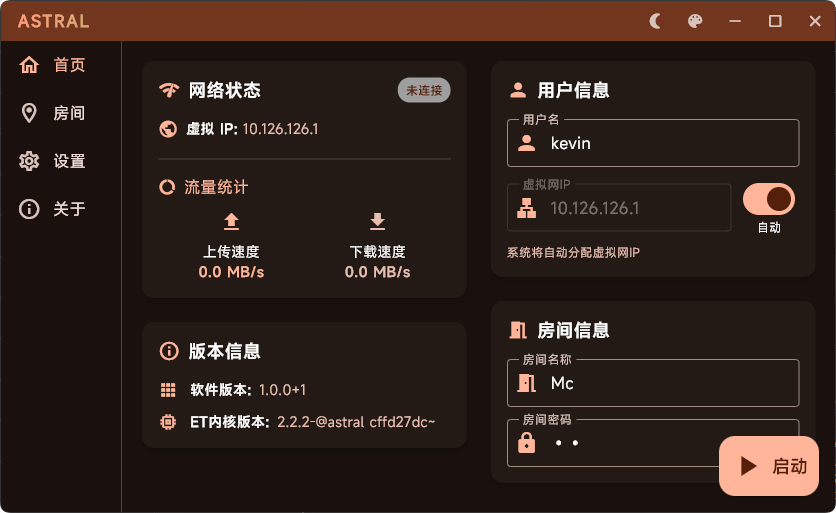 ASTRAL
首页
房间
设置
关于
网络状态
未连接
虚拟 IP: 10.126.126.1
流量统计
上传速度
0.0 MB/s
下载速度
0.0 MB/s
版本信息
软件版本: 1.0.0+1
ET内核版本: 2.2.2-@astral cffd27dc~
用户信息
用户名
kevin
虚拟网IP
10.126.126.1
自动
系统将自动分配虚拟网IP
房间信息
房间名称
Mc
房间密码
••
启动